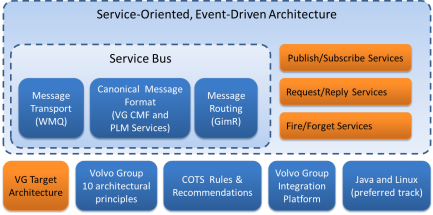 Service-Oriented, Event-Driven Architecture
Service Bus
Message
Transport
(WMQ)
Canonical Message
Format
(VG CMF and
PLM Services)
Message
Routing
(GimR)
Publish/Subscribe Services
Request/Reply Services
Fire/Forget Services
VG Target
Architecture
Volvo Group
10 architectural
principles
COTS Rules &
Recommendations
Volvo Group
Integration
Platform
Java and Linux
(preferred track)